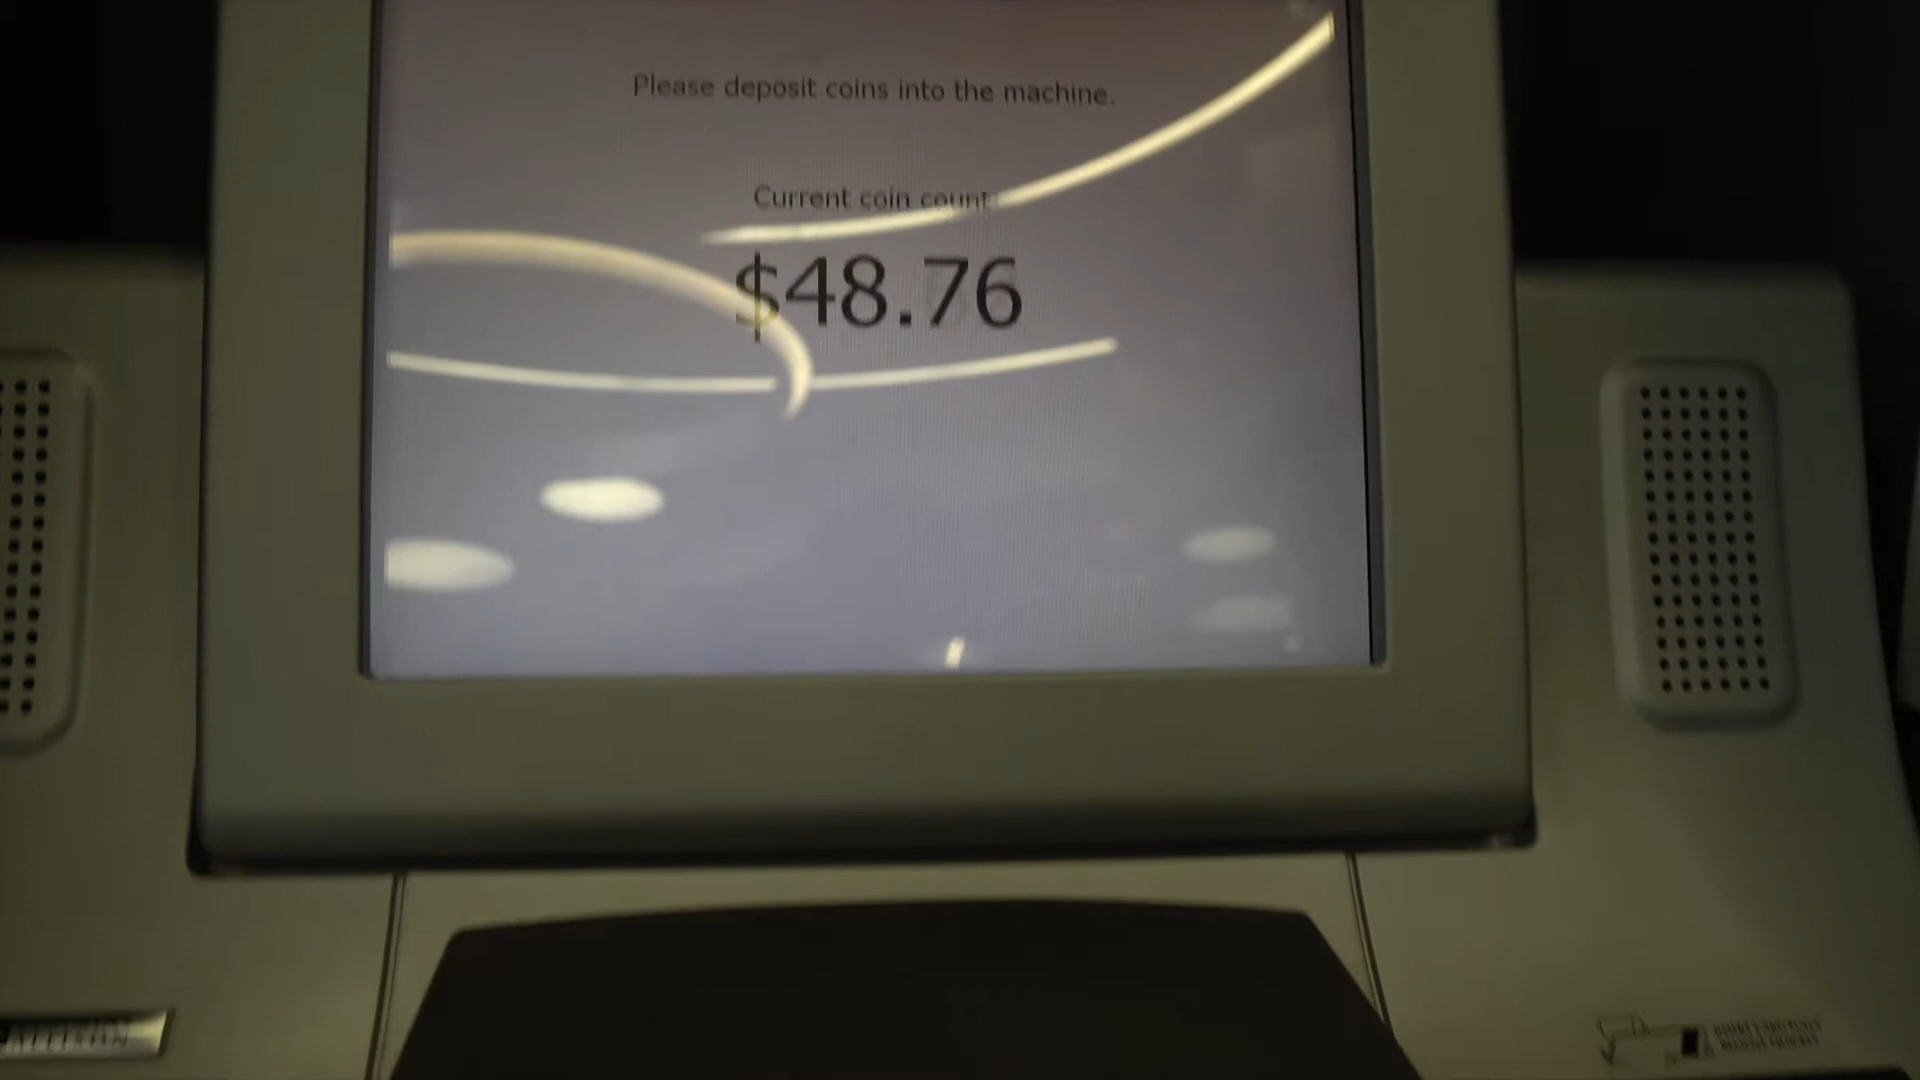 Please deposit coins into the machine.
Current coin count
$48.76